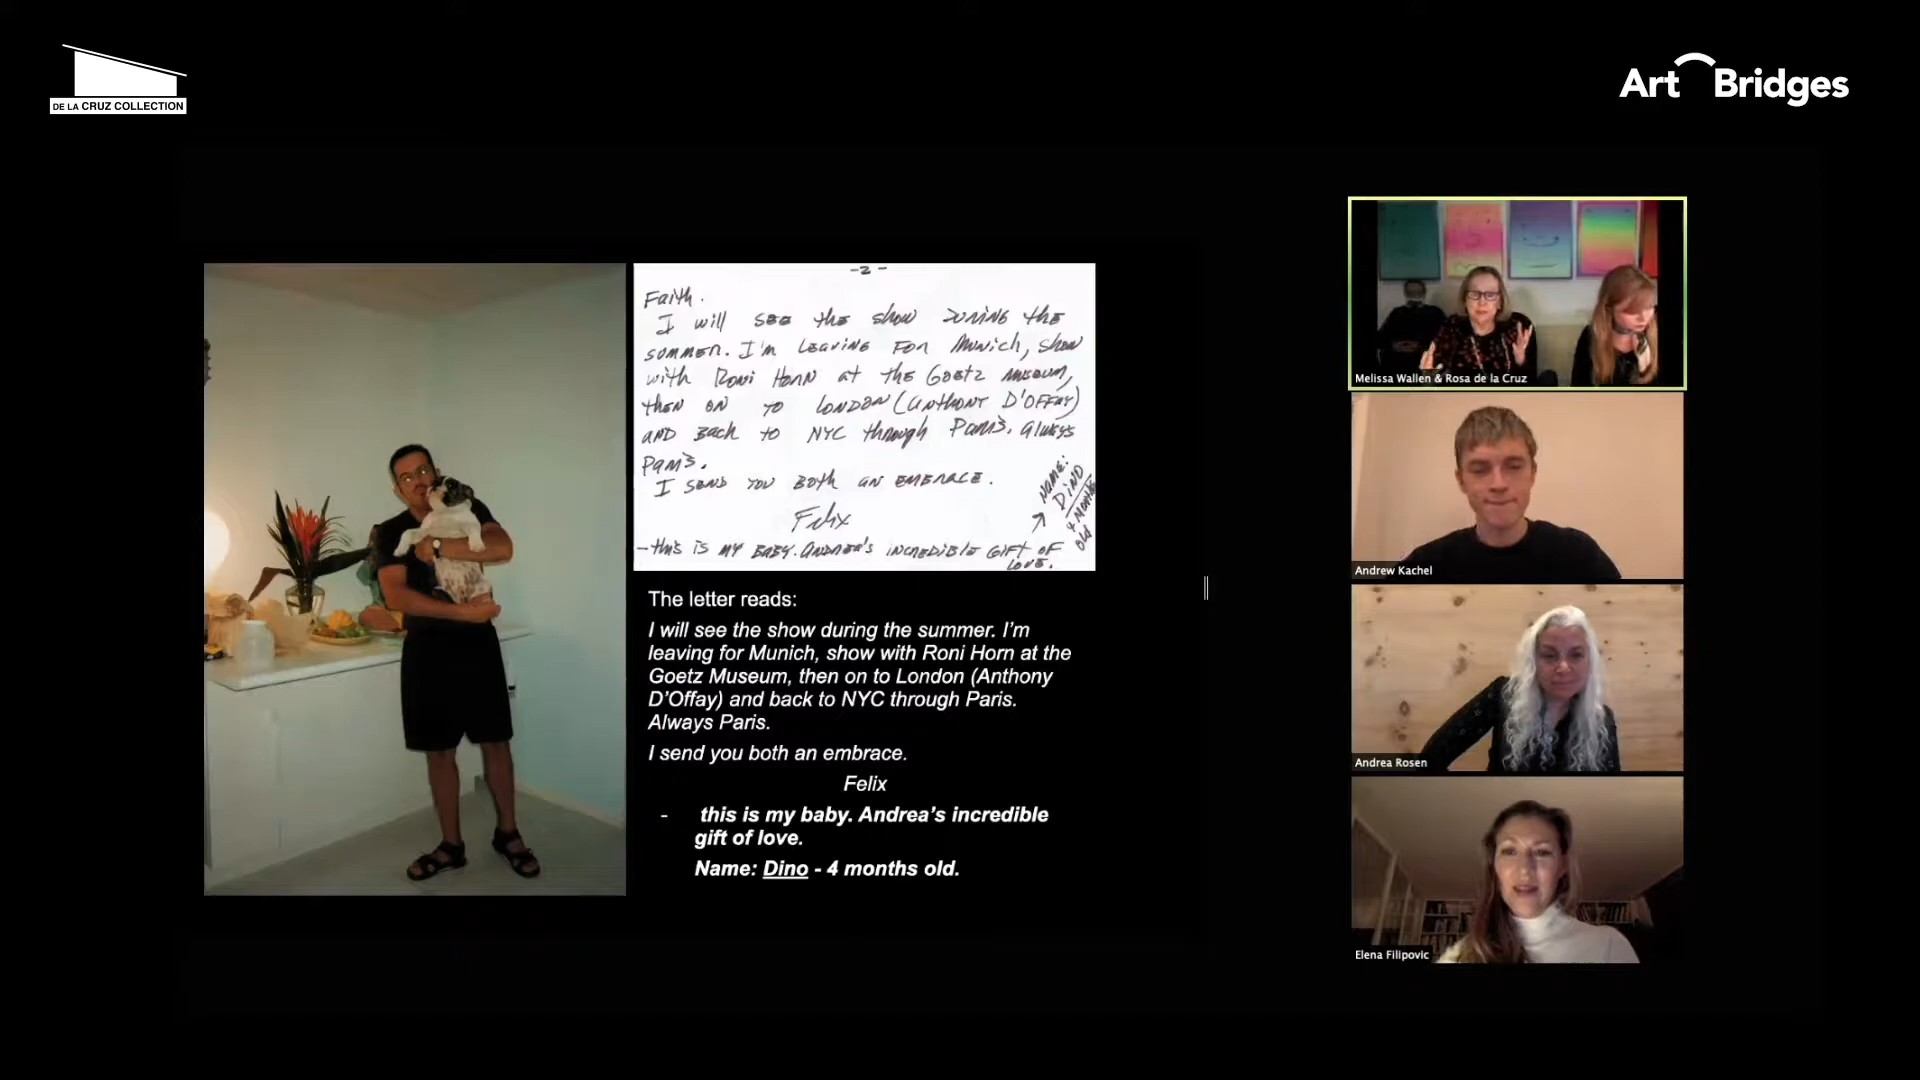 DE LA CRUZ COLLECTION
Art Bridges
-2-
Faith.
I will see the show during the
summer. I'm leaving for Munich, show
with Roni Horn at the Goetz Museum,
then on to London (Anthony D'Offay)
and back to NYC through Paris. Always
Paris.
I send you both an embrace.
Felix
-this is my baby. Andrea's incredible gift of
love.
Name:
Dino
4 months
old
The letter reads:
I will see the show during the summer. I’m
leaving for Munich, show with Roni Horn at the
Goetz Museum, then on to London (Anthony
D’Offay) and back to NYC through Paris.
Always Paris.
I send you both an embrace.
Felix
- this is my baby. Andrea’s incredible
gift of love.
Name: Dino - 4 months old.
Melissa Wallen & Rosa de la Cruz
Andrew Kachel
Andrea Rosen
Elena Filipovic